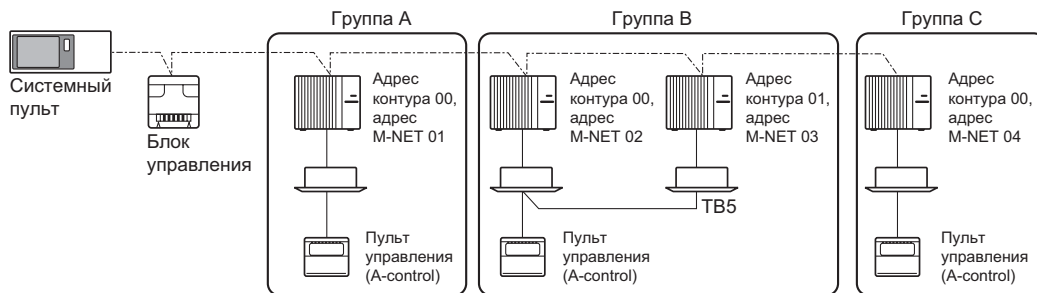 Группа A
Группа B
Группа C
Системный
пульт
Блок
управления
Адрес
контура 00,
адрес
M-NET 01
Адрес
контура 00,
адрес
M-NET 02
Адрес
контура 01,
адрес
M-NET 03
Адрес
контура 00,
адрес
M-NET 04
TB5
Пульт
управления
(A-control)
Пульт
управления
(A-control)
Пульт
управления
(A-control)